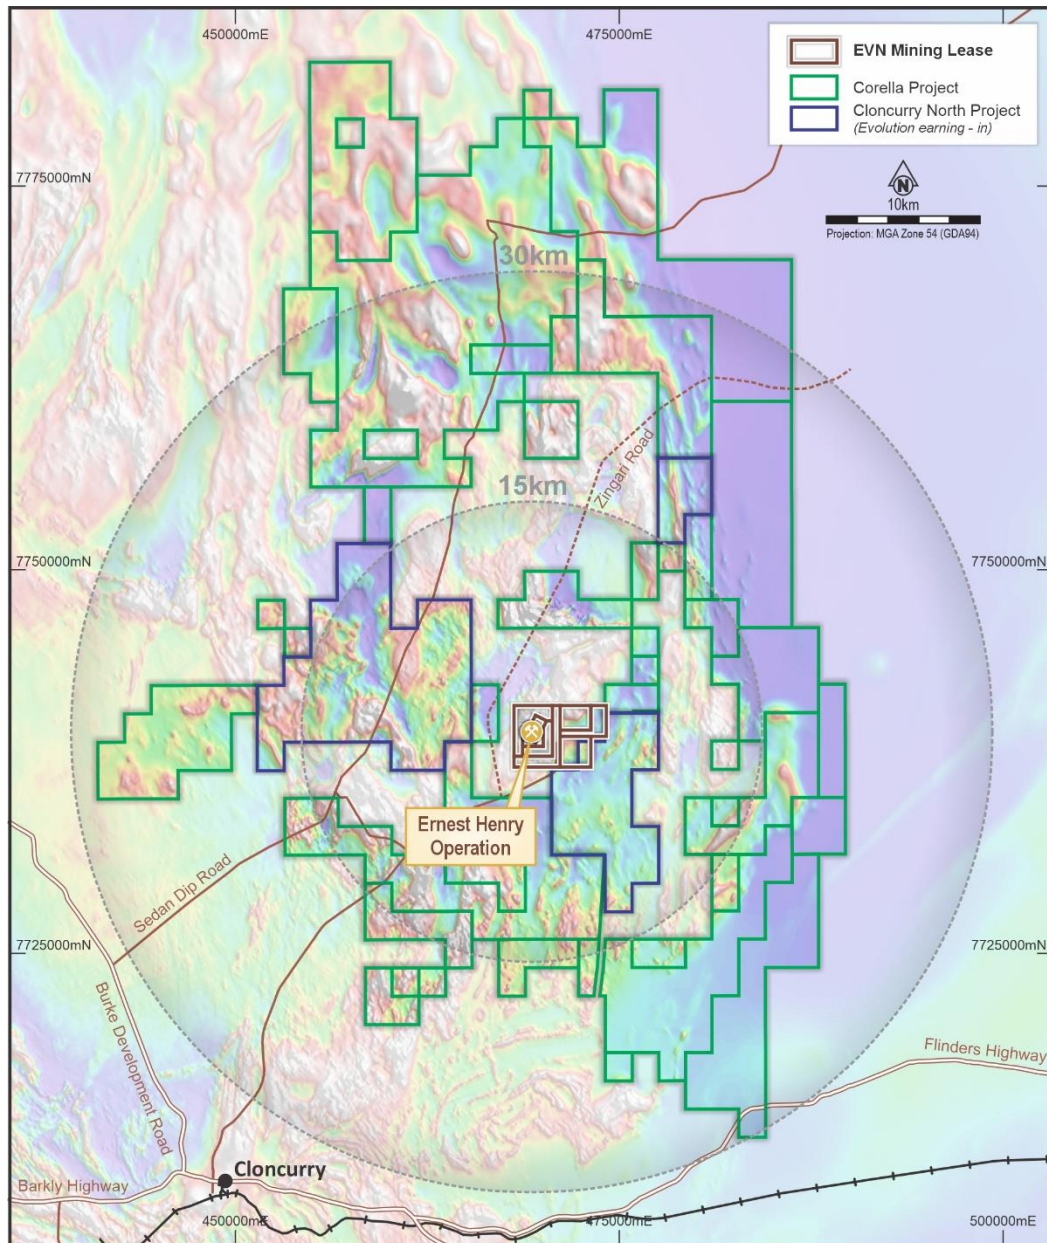 450000mE
475000mE
EVN Mining Lease
Corella Project
Cloncurry North Project
(Evolution earning - in)
7775000mN
N
10km
Projection: MGA Zone 54 (GDA94)
30km
Zingari Road
15km
7750000mN
7750000mN
Ernest Henry
Operation
Sedan Dip Road
7725000mN
7725000mN
Burke Development Road
Flinders Highway
Cloncurry
Barkly Highway
450000mE
475000mE
500000mE